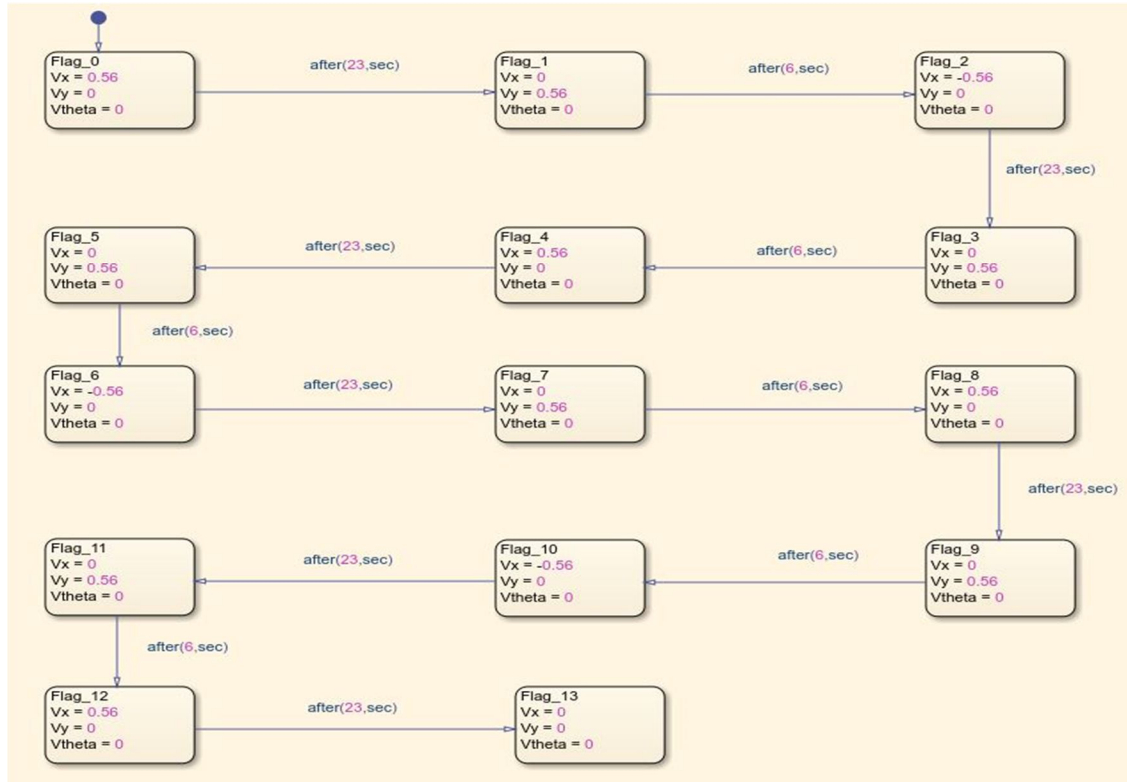 Flag_0
Vx = 0.56
Vy = 0
Vtheta = 0
after(23,sec)
Flag_1
Vx = 0
Vy = 0.56
Vtheta = 0
after(6,sec)
Flag_2
Vx = -0.56
Vy = 0
Vtheta = 0
after(23,sec)
Flag_3
Vx = 0
Vy = 0.56
Vtheta = 0
after(6,sec)
Flag_4
Vx = 0.56
Vy = 0
Vtheta = 0
after(23,sec)
Flag_5
Vx = 0
Vy = 0.56
Vtheta = 0
after(6,sec)
Flag_6
Vx = -0.56
Vy = 0
Vtheta = 0
after(23,sec)
Flag_7
Vx = 0
Vy = 0.56
Vtheta = 0
after(6,sec)
Flag_8
Vx = 0.56
Vy = 0
Vtheta = 0
after(23,sec)
Flag_9
Vx = 0
Vy = 0.56
Vtheta = 0
after(6,sec)
Flag_10
Vx = -0.56
Vy = 0
Vtheta = 0
after(23,sec)
Flag_11
Vx = 0
Vy = 0.56
Vtheta = 0
after(6,sec)
Flag_12
Vx = 0.56
Vy = 0
Vtheta = 0
after(23,sec)
Flag_13
Vx = 0
Vy = 0
Vtheta = 0